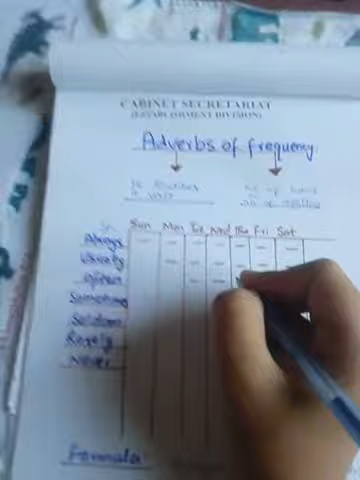 CABINET SECRETARIAT
(ESTABLISHMENT DIVISION)
Adverbs of frequency
Sun Mon Tue Wed Thu Fri Sat
Always
Usually
Often
Sometimes
Seldom
Rarely
Never
Formula